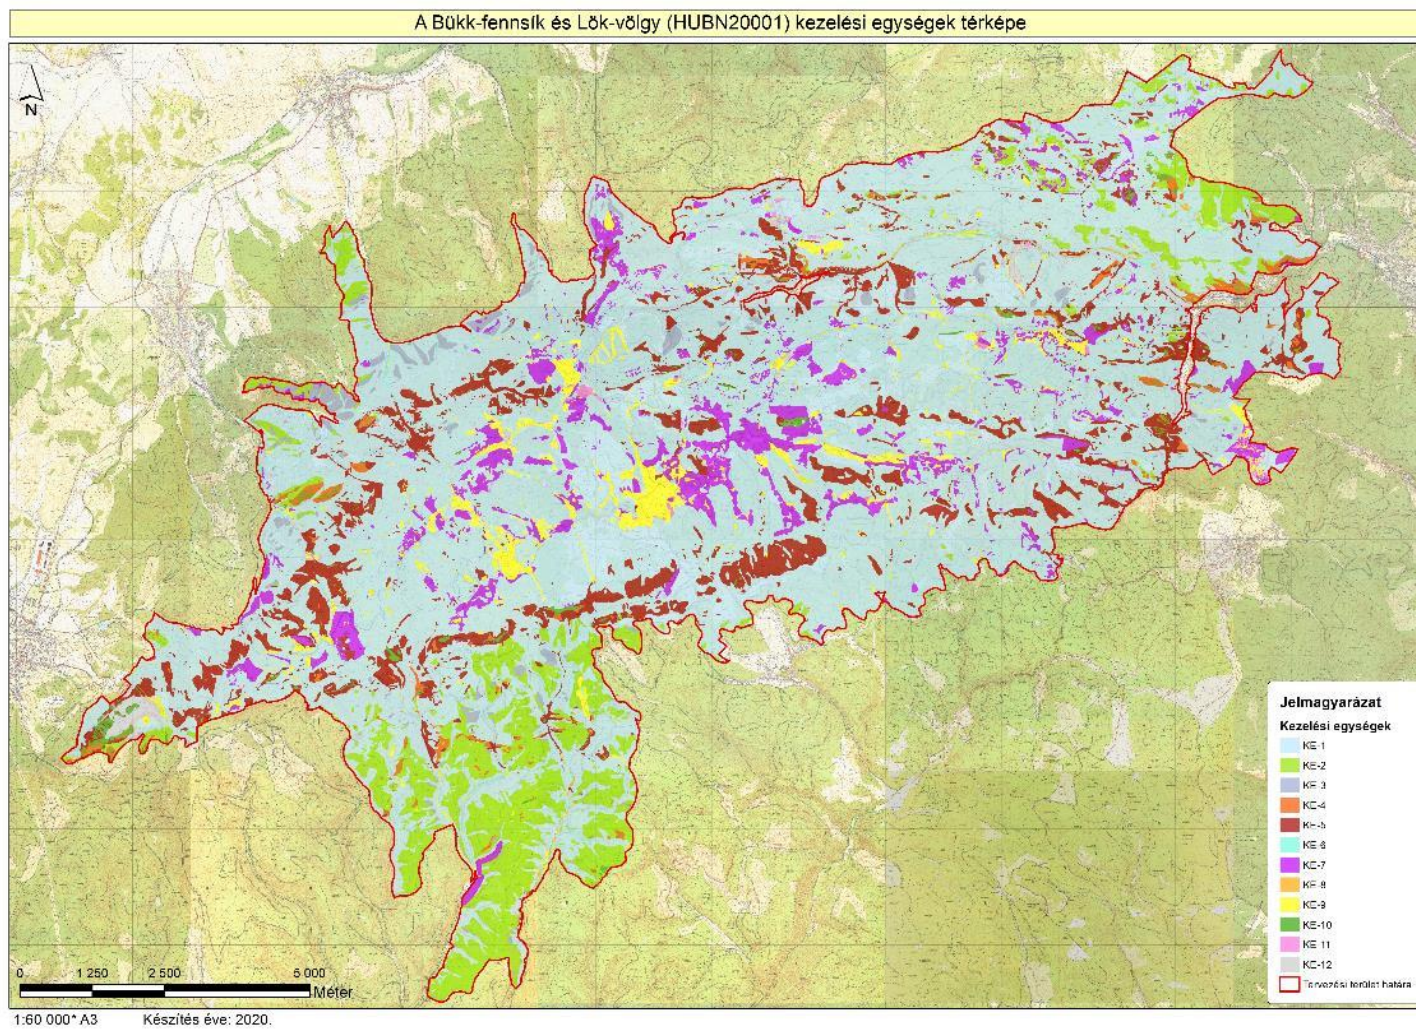 A Bükk-fennsík és Lök-völgy (HUBN20001) kezelési egységek térképe
N
Jelmagyarázat
Kezelési egységek
KE-1
KE-2
KE-3
KE-4
KE-5
KE-6
KE-7
KE-8
KE-9
KE-10
KE-11
KE-12
Tervezési terület határa
0 1 250 2 500 5 000
Méter
1:60 000* A3 Készítés éve: 2020.